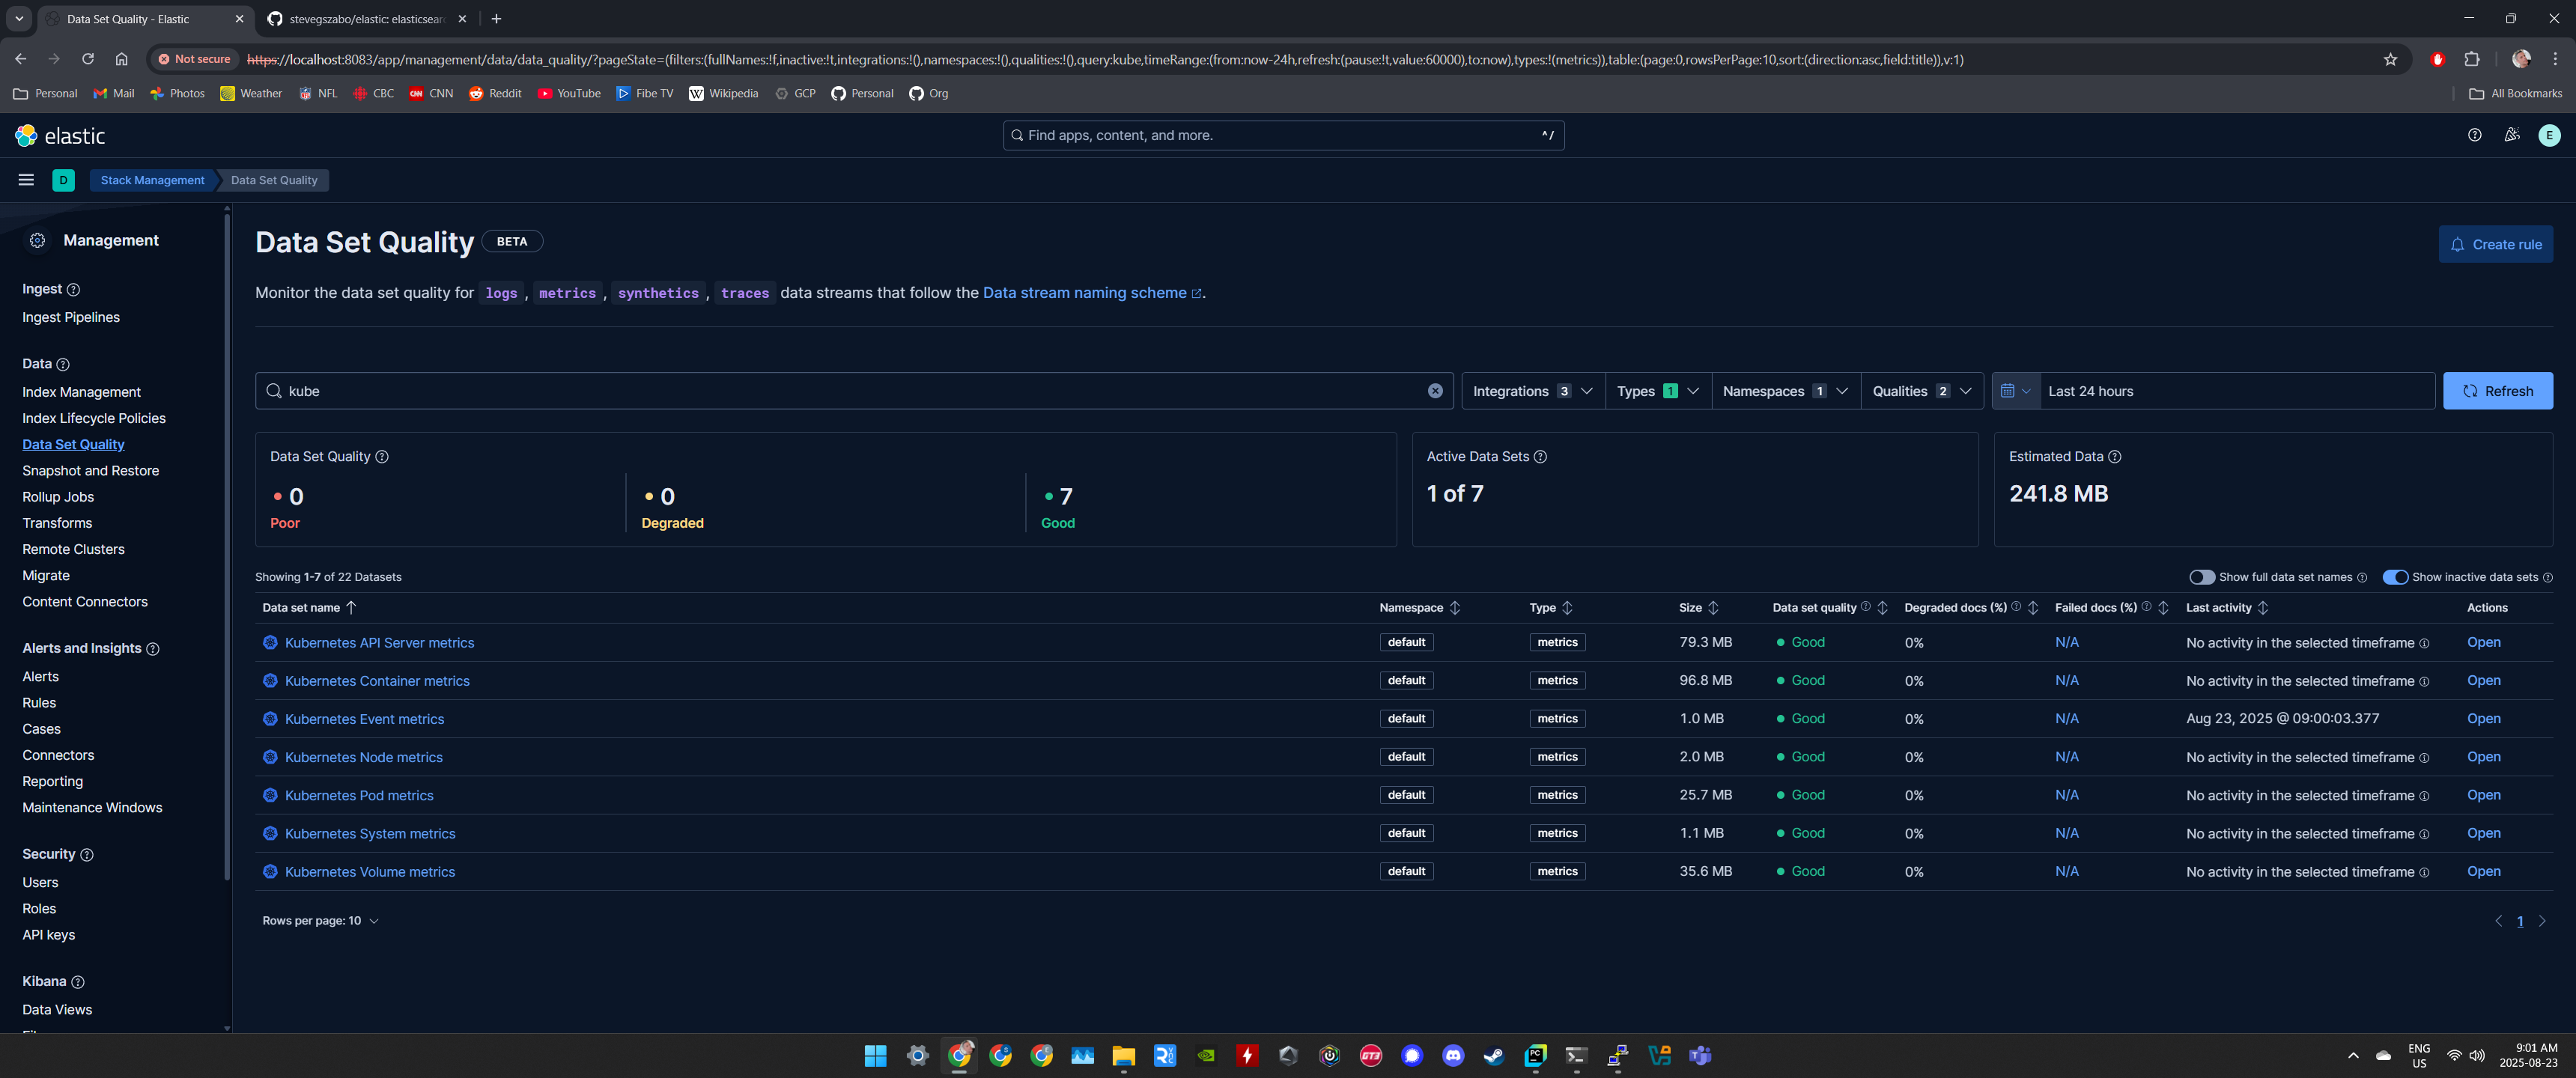 Data Set Quality - Elastic
stevegszabo/elastic: elasticsear
Not secure https://localhost:8083/app/management/data/data_quality/?pageState=(filters:(fullNames:!f,inactive:!t,integrations:!(),namespaces:!(),qualities:!(),query:kube,timeRange:(from:now-24h,refresh:(pause:!t,value:60000),to:now),types:!(metrics)),table:(page:0,rowsPerPage:10,sort:(direction:asc,field:title)),v:1)
Personal Mail Photos Weather NFL CBC CNN Reddit YouTube Fibe TV Wikipedia GCP Personal Org All Bookmarks
elastic Find apps, content, and more. ^/ E
D Stack Management Data Set Quality
Management
Ingest
Ingest Pipelines
Data
Index Management
Index Lifecycle Policies
Data Set Quality
Snapshot and Restore
Rollup Jobs
Transforms
Remote Clusters
Migrate
Content Connectors
Alerts and Insights
Alerts
Rules
Cases
Connectors
Reporting
Maintenance Windows
Security
Users
Roles
API keys
Kibana
Data Views
Data Set Quality BETA
Create rule
Monitor the data set quality for logs, metrics, synthetics, traces data streams that follow the Data stream naming scheme.
kube Integrations 3 Types 1 Namespaces 1 Qualities 2 Last 24 hours Refresh
Data Set Quality
0
Poor
0
Degraded
7
Good
Active Data Sets
1 of 7
Estimated Data
241.8 MB
Showing 1-7 of 22 Datasets Show full data set names Show inactive data sets
Data set name Namespace Type Size Data set quality Degraded docs (%) Failed docs (%) Last activity Actions
Kubernetes API Server metrics default metrics 79.3 MB Good 0% N/A No activity in the selected timeframe Open
Kubernetes Container metrics default metrics 96.8 MB Good 0% N/A No activity in the selected timeframe Open
Kubernetes Event metrics default metrics 1.0 MB Good 0% N/A Aug 23, 2025 @ 09:00:03.377 Open
Kubernetes Node metrics default metrics 2.0 MB Good 0% N/A No activity in the selected timeframe Open
Kubernetes Pod metrics default metrics 25.7 MB Good 0% N/A No activity in the selected timeframe Open
Kubernetes System metrics default metrics 1.1 MB Good 0% N/A No activity in the selected timeframe Open
Kubernetes Volume metrics default metrics 35.6 MB Good 0% N/A No activity in the selected timeframe Open
Rows per page: 10 1
ENG
US
9:01 AM
2025-08-23